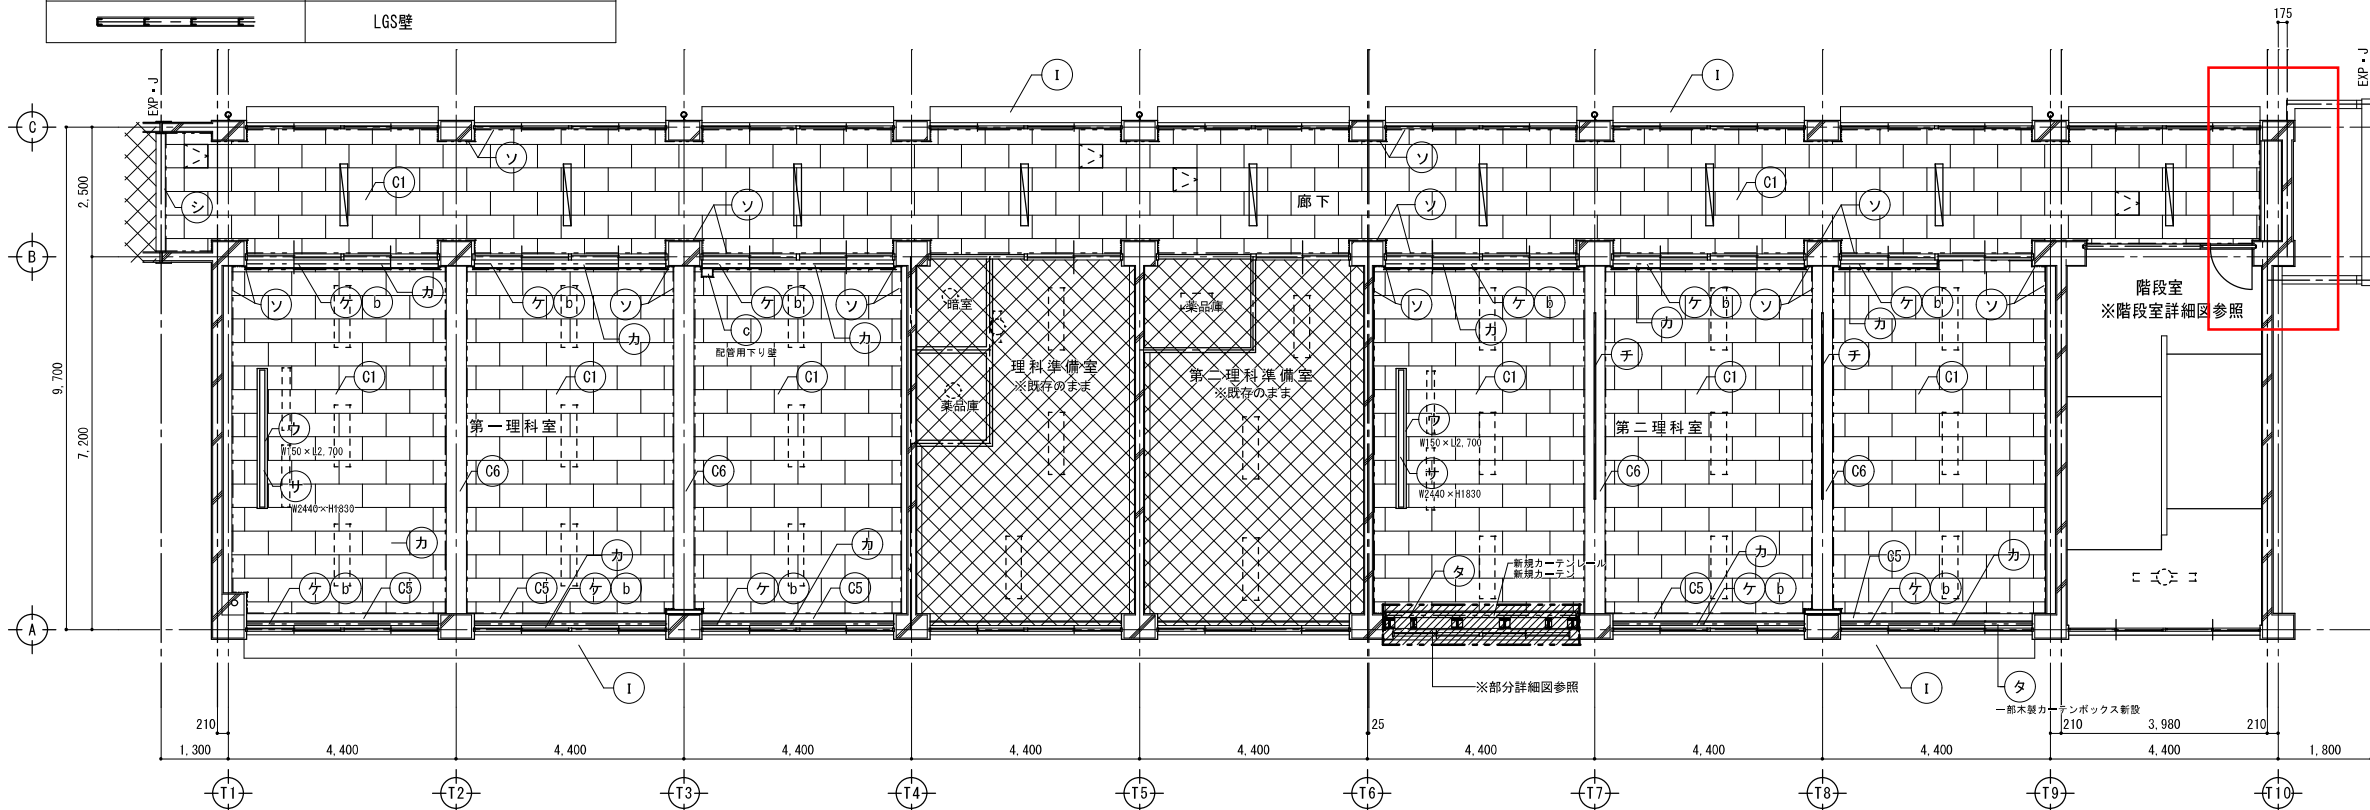 LGS壁
175
EXP・J
EXP・J
I
I
C
ソ
ソ
C1
C1
2,500
シ
ソ
廊下
ソ
ソ
B
ソ
ケ
b
カ
ケ
b
ソ
ケ
b
ソ
暗室
薬品庫
ソ
ケ
b
ケ
b
ソ
ケ
b
ソ
階段室
※階段室詳細図参照
カ
c
カ
カ
カ
カ
配管用下り壁
理科準備室
※既存のまま
第二理科準備室
※既存のまま
チ
チ
C1
C1
C1
C1
C1
C1
9,700
薬品庫
7,200
ウ
第一理科室
ウ
第二理科室
W150×L2,700
W150×L2,700
サ
C6
C6
サ
C6
C6
W2440×H1830
W2440×H1830
カ
カ
カ
カ
C5
カ
タ
新規カーテンレール
新規カーテン
ケ
b
C5
C5
ケ
b
ケ
b
C5
C5
ケ
b
ケ
b
A
I
※部分詳細図参照
I
タ
一部木製カーテンボックス新設
210
25
210
3,980
210
1,300
4,400
4,400
4,400
4,400
4,400
4,400
4,400
4,400
4,400
1,800
T1
T2
T3
T4
T5
T6
T7
T8
T9
T10